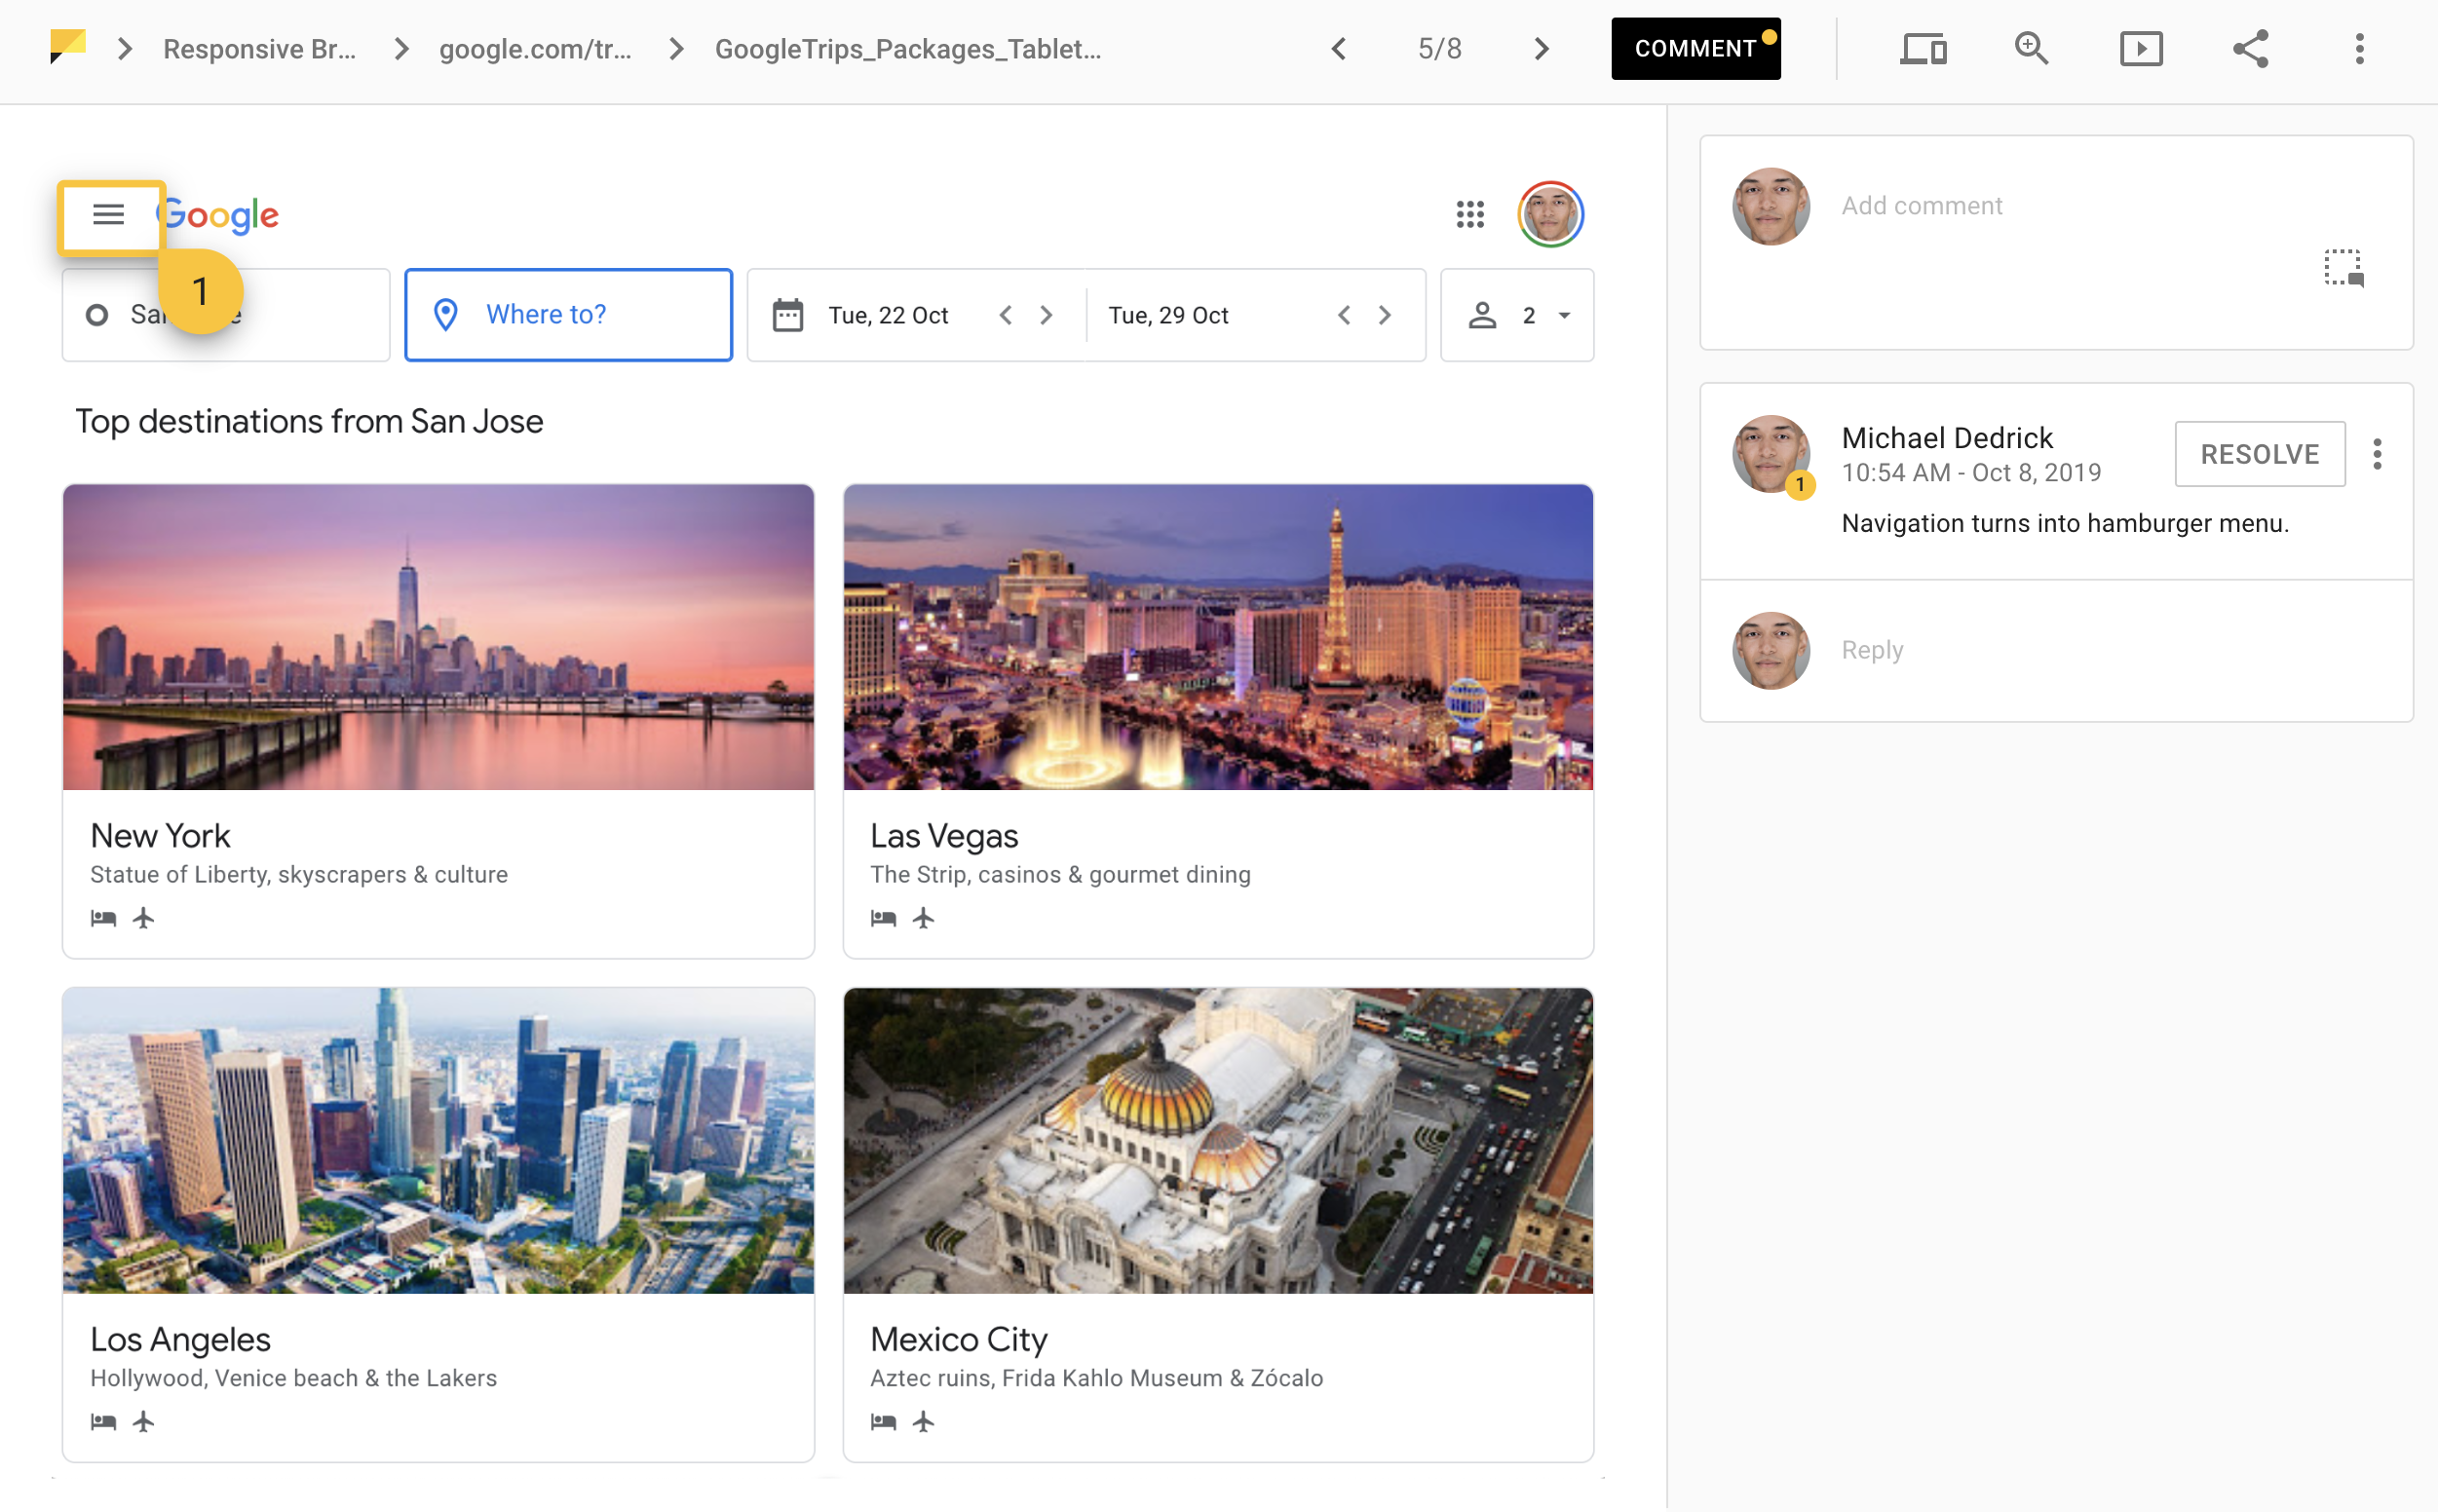 Responsive Br...
google.com/tr...
GoogleTrips_Packages_Tablet...
5/8
COMMENT
Google
1
Where to?
Tue, 22 Oct
Tue, 29 Oct
2
Top destinations from San Jose
New York
Statue of Liberty, skyscrapers & culture
Las Vegas
The Strip, casinos & gourmet dining
Los Angeles
Hollywood, Venice beach & the Lakers
Mexico City
Aztec ruins, Frida Kahlo Museum & Zócalo
Add comment
Michael Dedrick
1
10:54 AM - Oct 8, 2019
RESOLVE
Navigation turns into hamburger menu.
Reply